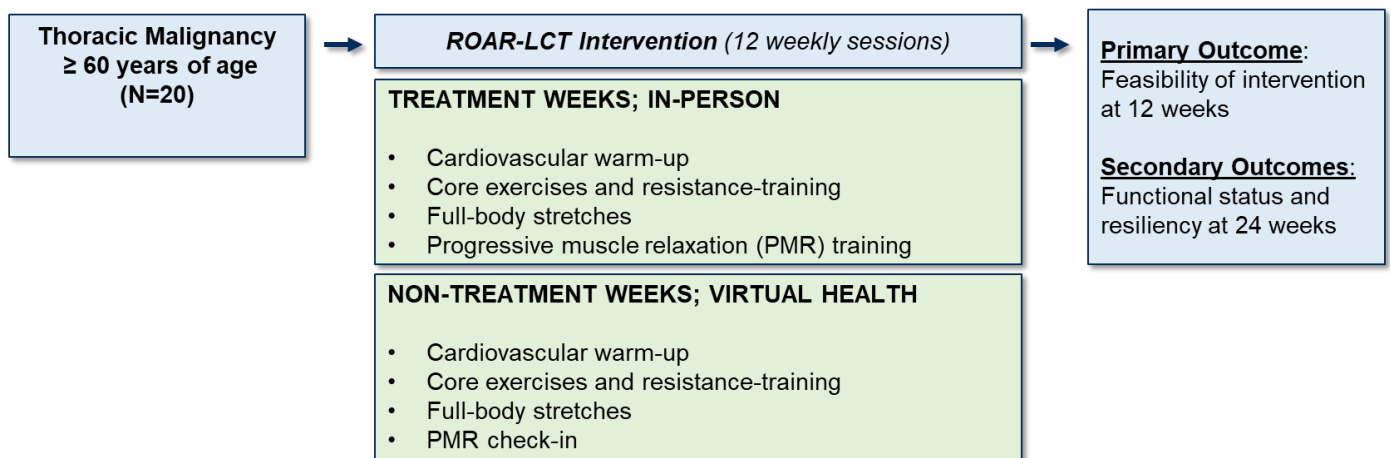 Thoracic Malignancy
≥ 60 years of age
(N=20)
ROAR-LCT Intervention (12 weekly sessions)
TREATMENT WEEKS; IN-PERSON
• Cardiovascular warm-up
• Core exercises and resistance-training
• Full-body stretches
• Progressive muscle relaxation (PMR) training
NON-TREATMENT WEEKS; VIRTUAL HEALTH
• Cardiovascular warm-up
• Core exercises and resistance-training
• Full-body stretches
• PMR check-in
Primary Outcome:
Feasibility of intervention
at 12 weeks
Secondary Outcomes:
Functional status and
resiliency at 24 weeks